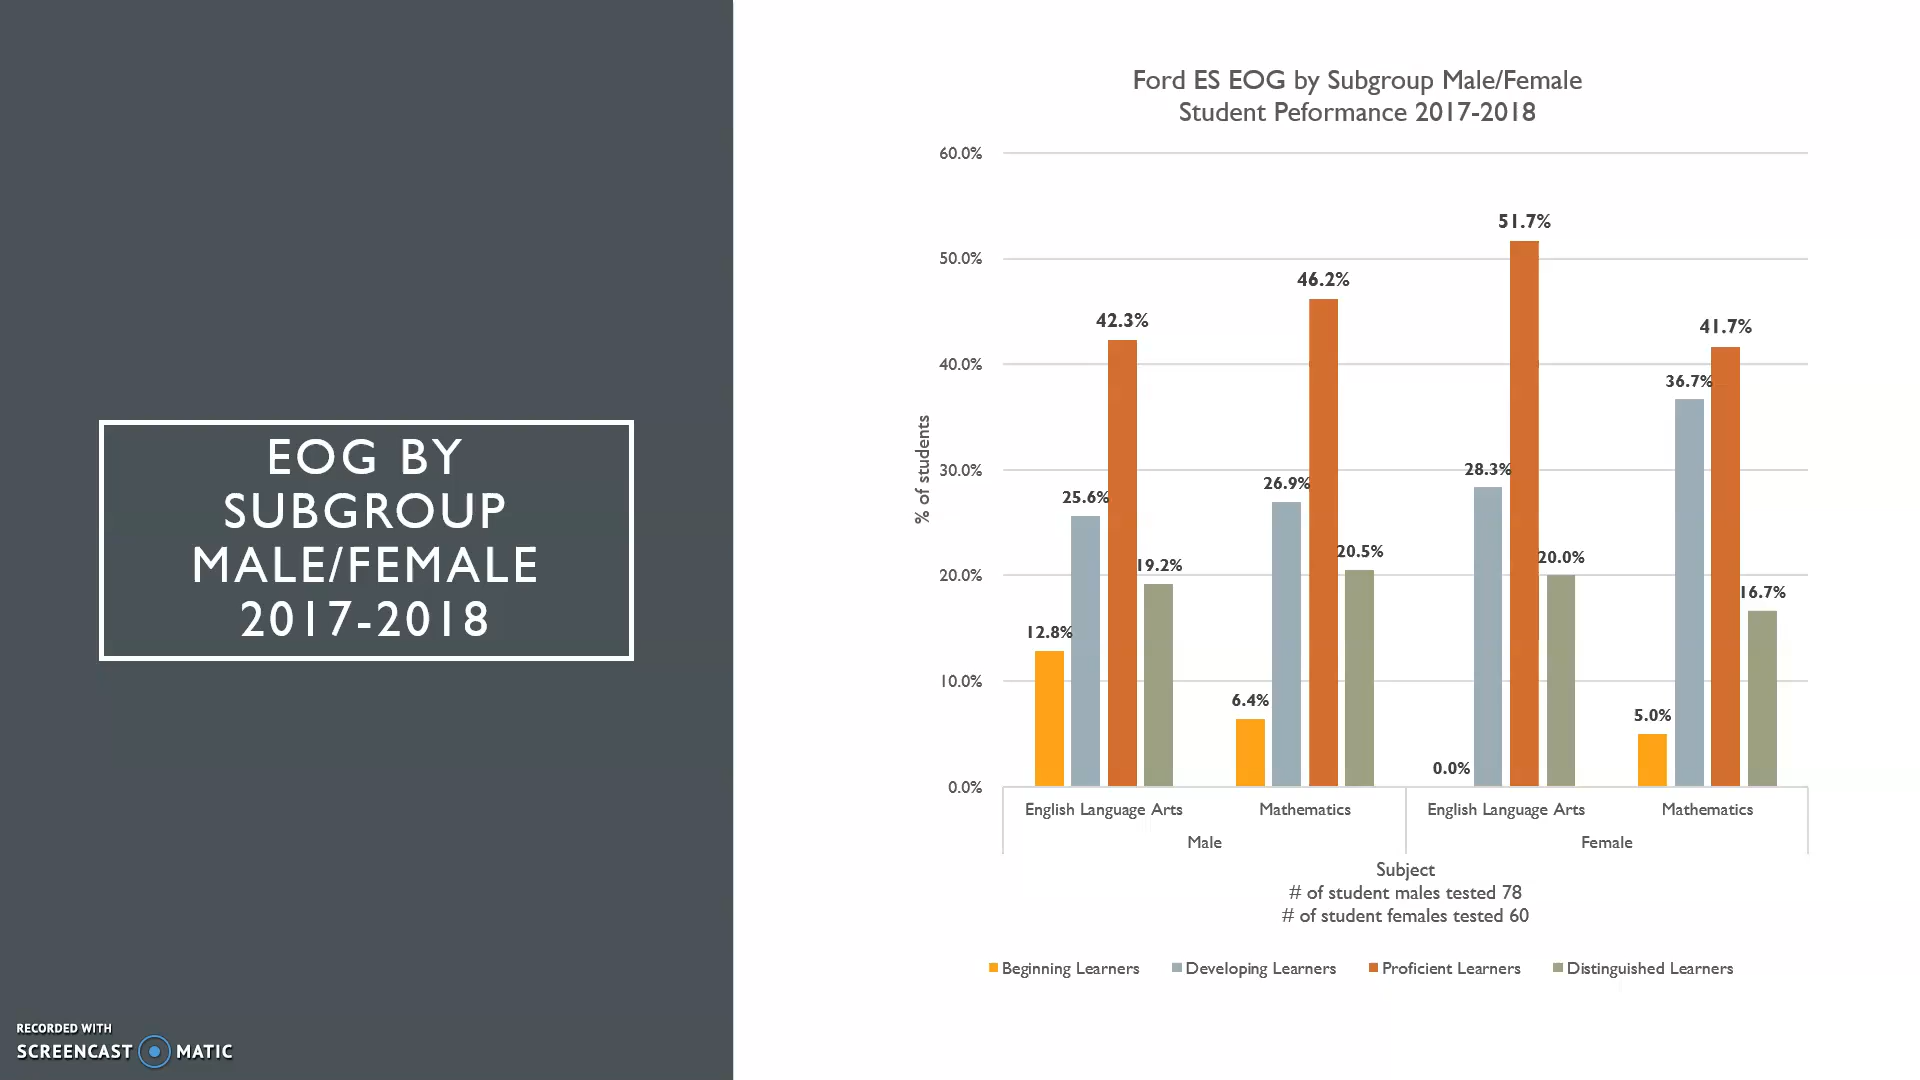 EOG BY
SUBGROUP
MALE/FEMALE
2017-2018
RECORDED WITH
SCREENCAST MATIC
Ford ES EOG by Subgroup Male/Female
Student Peformance 2017-2018
60.0%
50.0%
40.0%
30.0%
20.0%
10.0%
0.0%
% of students
12.8%
25.6%
42.3%
19.2%
6.4%
26.9%
46.2%
20.5%
0.0%
28.3%
51.7%
20.0%
5.0%
36.7%
41.7%
16.7%
English Language Arts Mathematics English Language Arts Mathematics
Male Female
Subject
# of student males tested 78
# of student females tested 60
Beginning Learners Developing Learners Proficient Learners Distinguished Learners